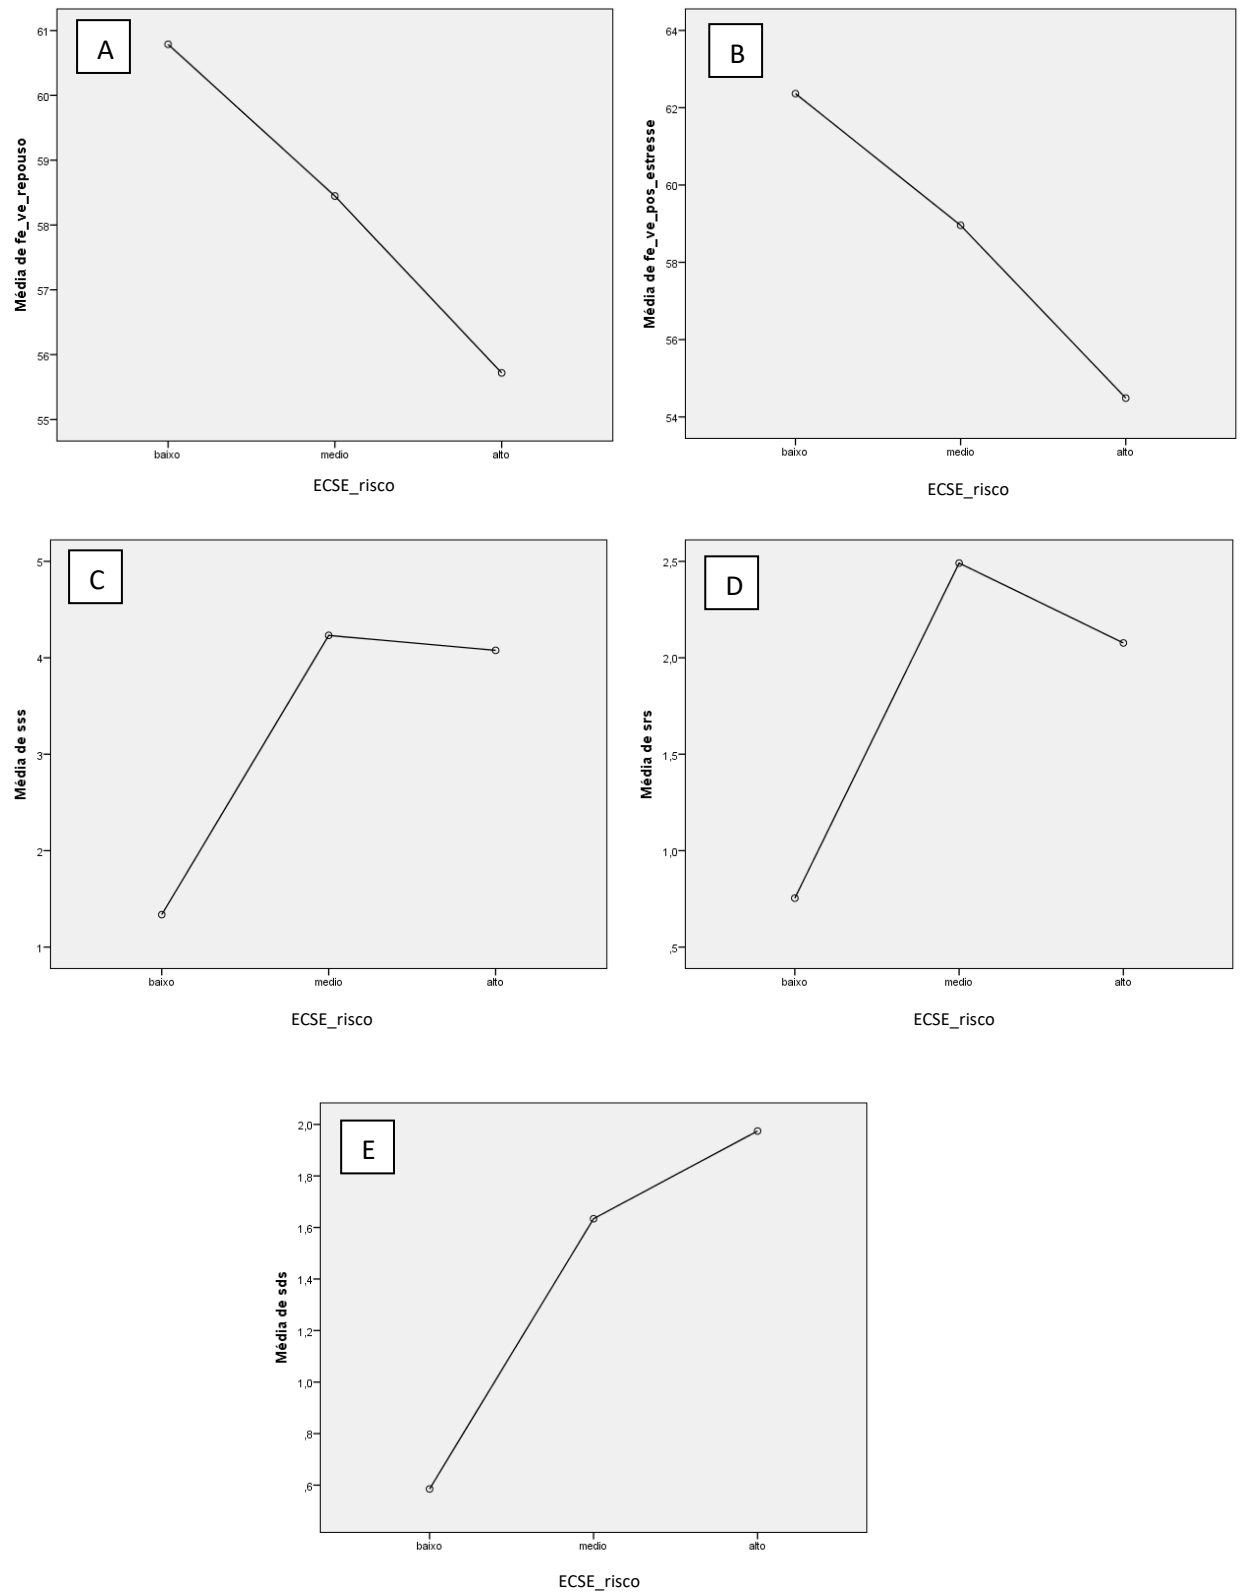 A
Média de fe_ve_repouso
61
60
59
58
57
56
55
baixo medio alto
ECSE_risco
B
Média de fe_ve_pos_estresse
64
62
60
58
56
54
baixo medio alto
ECSE_risco
C
Média de sss
5
4
3
2
1
baixo medio alto
ECSE_risco
D
Média de srs
2,5
2,0
1,5
1,0
,5
baixo medio alto
ECSE_risco
E
Média de sds
2,0
1,8
1,6
1,4
1,2
1,0
,8
,6
baixo medio alto
ECSE_risco